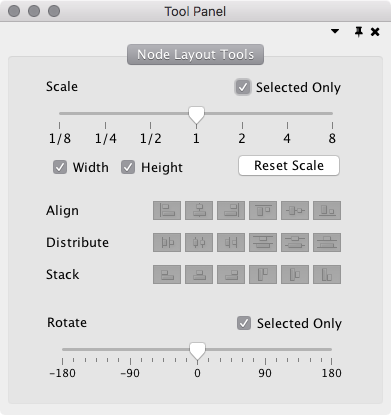 Tool Panel
Node Layout Tools
Scale Selected Only
1/8 1/4 1/2 1 2 4 8
Width Height Reset Scale
Align
Distribute
Stack
Rotate Selected Only
-180 -90 0 90 180